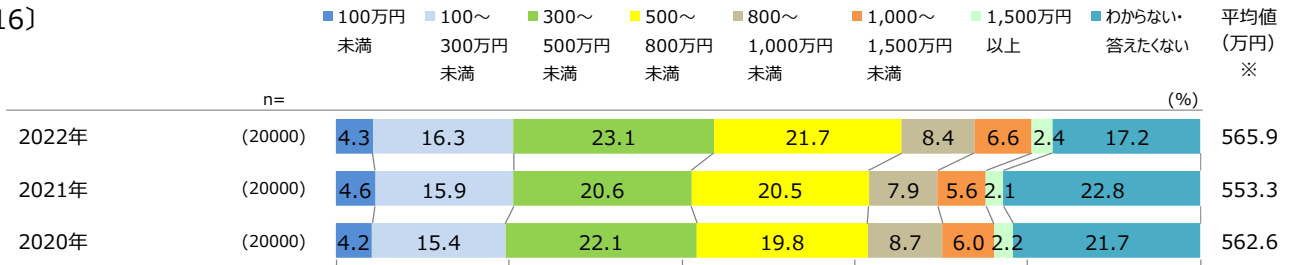 16〕
100万円 100～ 300～ 500～ 800～ 1,000～ 1,500万円 わからない・ 平均値
未満 300万円 500万円 800万円 1,000万円 1,500万円 以上 答えたくない (万円)
未満 未満 未満 未満 未満 ※
n= (%)
2022年 (20000) 4.3 16.3 23.1 21.7 8.4 6.6 2.4 17.2 565.9
2021年 (20000) 4.6 15.9 20.6 20.5 7.9 5.6 2.1 22.8 553.3
2020年 (20000) 4.2 15.4 22.1 19.8 8.7 6.0 2.2 21.7 562.6